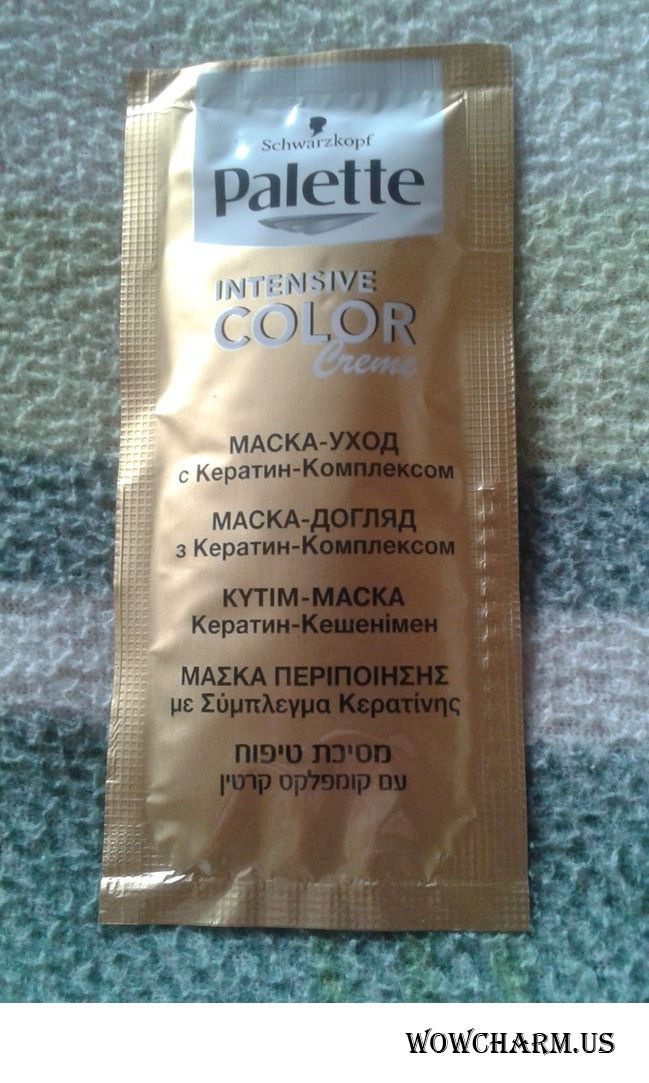 Schwarzkopf
Palette
INTENSIVE
COLOR
Creme
МАСКА-УХОД
с Кератин-Комплексом
МАСКА-ДОГЛЯД
з Кератин-Комплексом
КҮТІМ-МАСКА
Кератин-Кешенімен
ΜΑΣΚΑ ΠΕΡΙΠΟΙΗΣΗΣ
με Σύμπλεγμα Κερατίνης
מסיכת טיפוח
עם קומפלקס קרטין
WOWCHARM.US